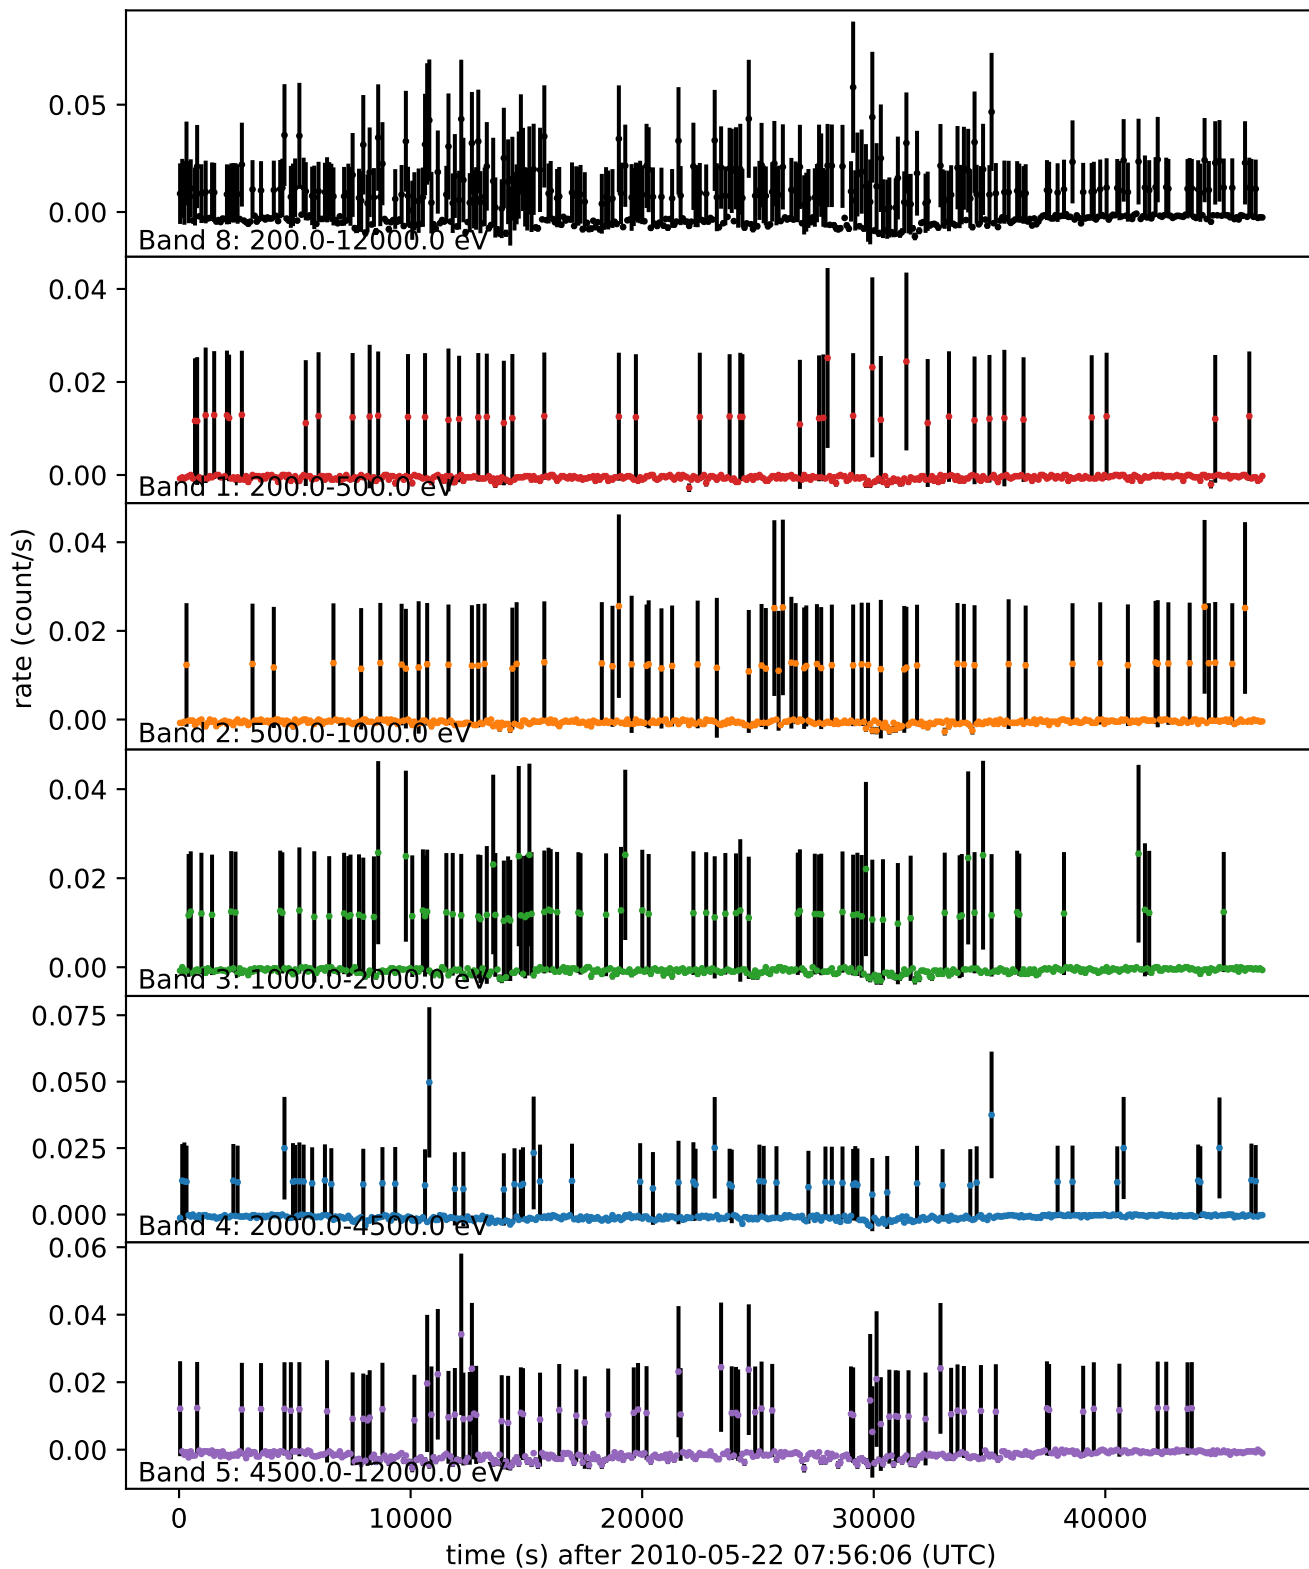 0.05
0.00
Band 8: 200.0-12000.0 eV
0.04
0.02
0.00
Band 1: 200.0-500.0 eV
rate (count/s)
0.04
0.02
0.00
Band 2: 500.0-1000.0 eV
0.04
0.02
0.00
Band 3: 1000.0-2000.0 eV
0.075
0.050
0.025
0.000
Band 4: 2000.0-4500.0 eV
0.06
0.04
0.02
0.00
Band 5: 4500.0-12000.0 eV
0 10000 20000 30000 40000
time (s) after 2010-05-22 07:56:06 (UTC)